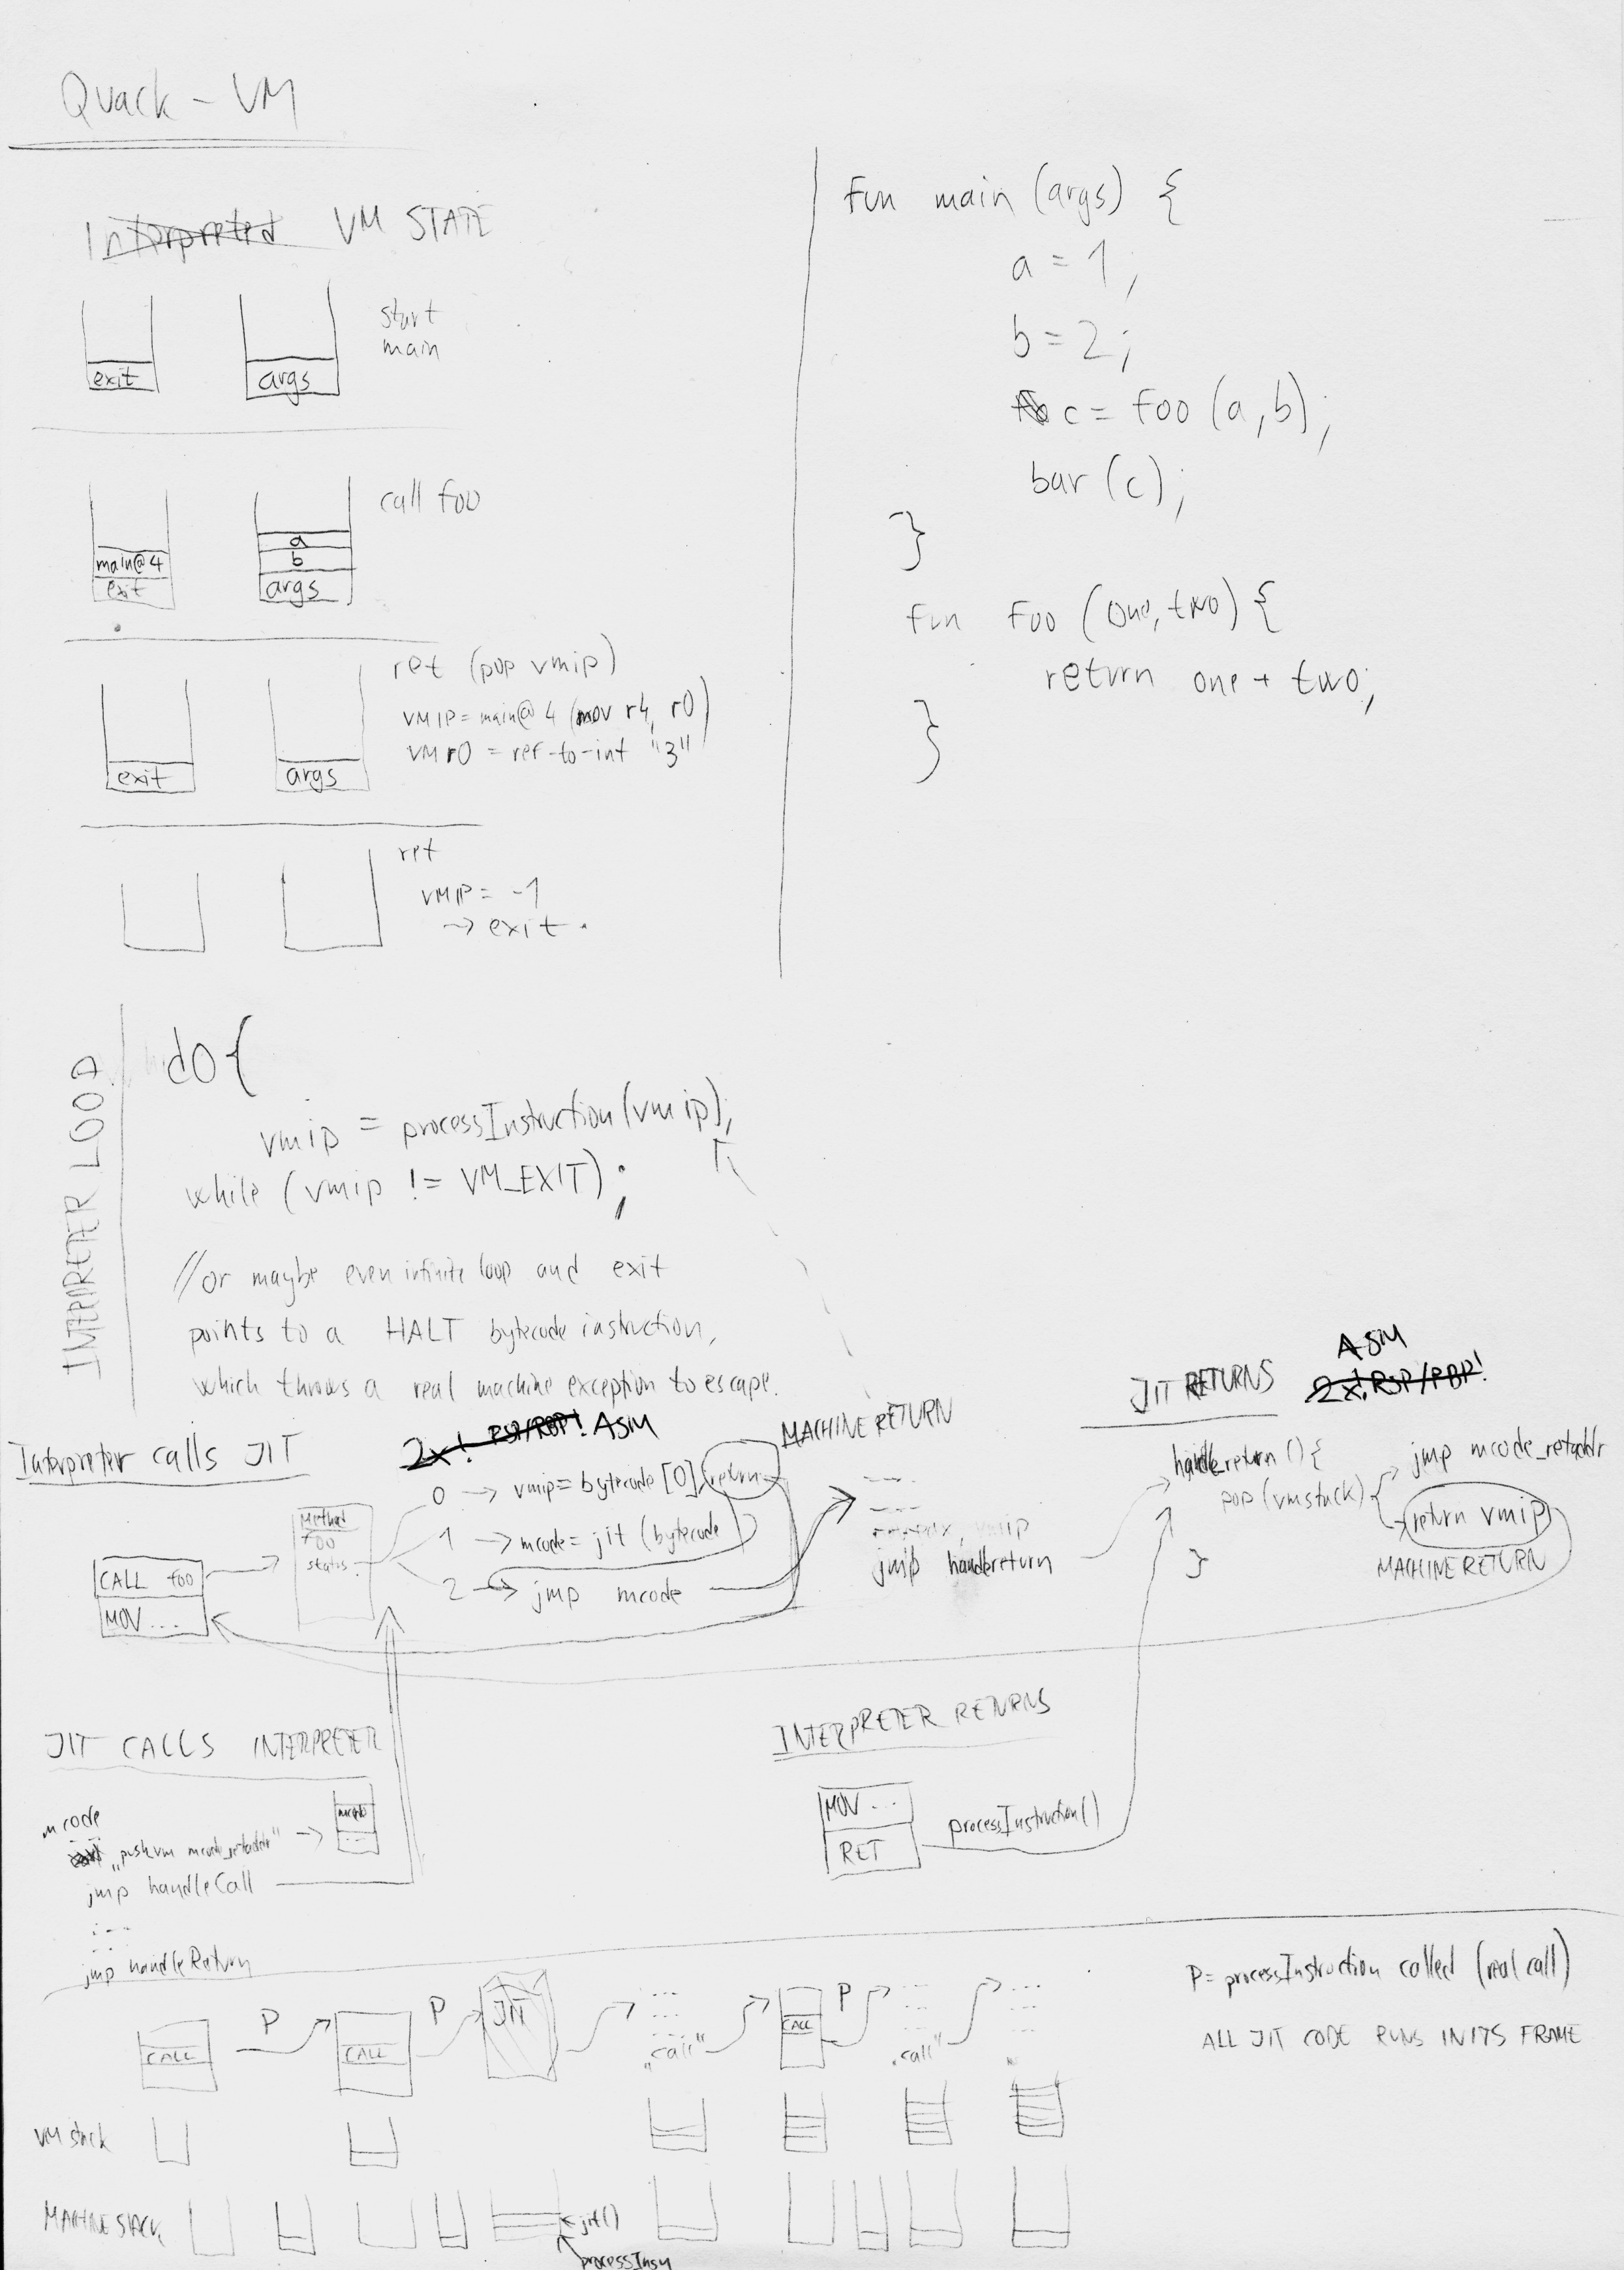 Quack - VM
Interpreted VM STATE
start
main
exit
args
call foo
main@4
exit
a
b
args
ret (pop vmip)
VMIP = main@4 (mov r4, r0)
VM r0 = ref-to-int "3"
exit
args
ret
VMIP = -1
→ exit.
fun main (args) {
a = 1;
b = 2;
c = foo (a, b);
bar (c);
}
fun foo (one, two) {
return one + two;
}
INTERPRETER LOOP
do {
vmip = processInstruction (vmip);
while (vmip != VM_EXIT);
//or maybe even infinite loop and exit
points to a HALT bytecode instruction,
which throws a real machine exception to escape.
Interpreter calls JIT
2x! RSP/RBP! ASM
CALL foo
MOV...
Method
foo
status
0 → vmip = bytecode [0], return
1 → mcode = jit (bytecode)
2 → jmp mcode
MACHINE RETURN
vmip
jmp handlereturn
JIT RETURNS
ASM
2x! RSP/RBP!
handle_return () {
pop (vmstack) {
jmp mcode_retaddr
return vmip
}
MACHINE RETURN
JIT CALLS INTERPRETER
mcode
"pushvm mcode_retaddr"
jmp handleCall
jmp handleReturn
INTERPRETER RETURNS
MOV ...
RET
processInstruction()
P = processInstruction called (real call)
ALL JIT CODE RUNS IN ITS FRAME
CALL
P
CALL
P
JIT
"call"
CALL
P
"call"
VM stack
MACHINE STACK
jit()
processInsn